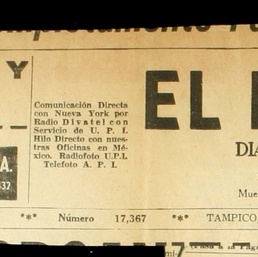 Y
EL
Comunicación Directa
con Nueva York por
Radio Divatel con
Servicio de U. P. I.
Hilo Directo con nues-
tras Oficinas en Mé-
xico. Radiofoto U.P.I.
Telefoto A. P. I.
DIA
A.
Mue
*** Número 17,367 *** TAMPICO